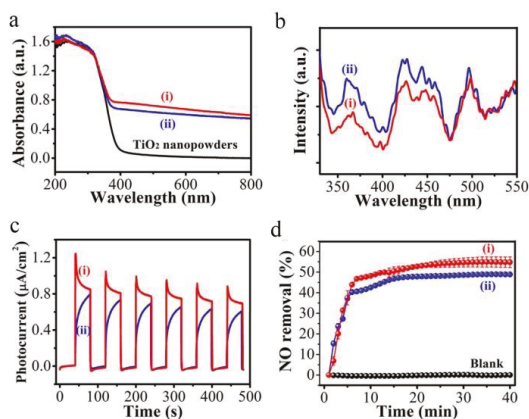 a
Absorbance (a.u.)
1.6
1.2
0.8
0.4
0.0
(i)
(ii)
TiO₂ nanopowders
200
400
600
800
Wavelength (nm)
b
Intensity (a.u.)
(ii)
(i)
350
400
450
500
550
Wavelength (nm)
c
Photocurrent (μA/cm²)
1.2
0.8
0.4
0.0
(i)
(ii)
0
100
200
300
400
500
Time (s)
d
NO removal (%)
70
60
50
40
30
20
10
0
(i)
(ii)
Blank
0
10
20
30
40
Time (min)